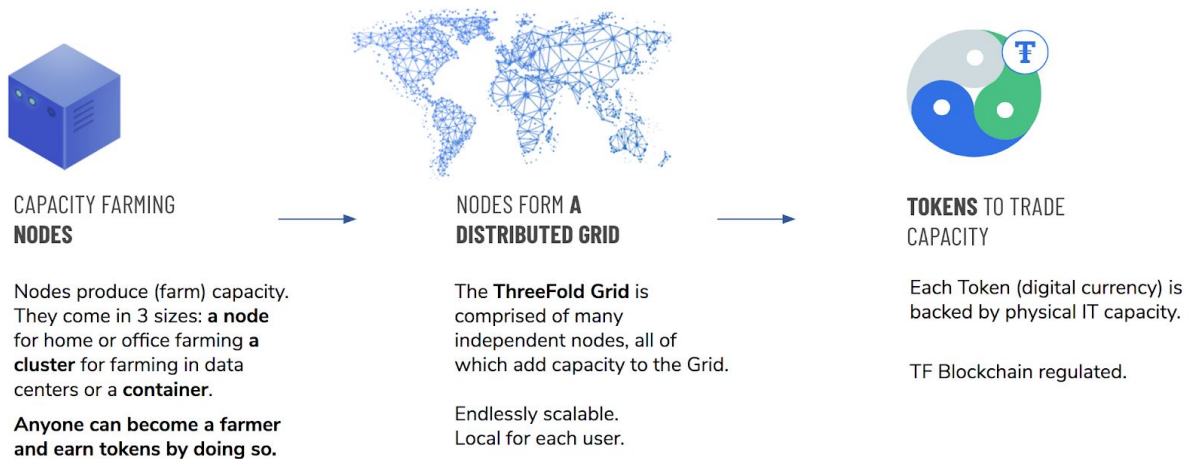 CAPACITY FARMING
NODES
Nodes produce (farm) capacity.
They come in 3 sizes: a node
for home or office farming a
cluster for farming in data
centers or a container.
Anyone can become a farmer
and earn tokens by doing so.
NODES FORM A
DISTRIBUTED GRID
The ThreeFold Grid is
comprised of many
independent nodes, all of
which add capacity to the Grid.
Endlessly scalable.
Local for each user.
TOKENS TO TRADE
CAPACITY
Each Token (digital currency) is
backed by physical IT capacity.
TF Blockchain regulated.